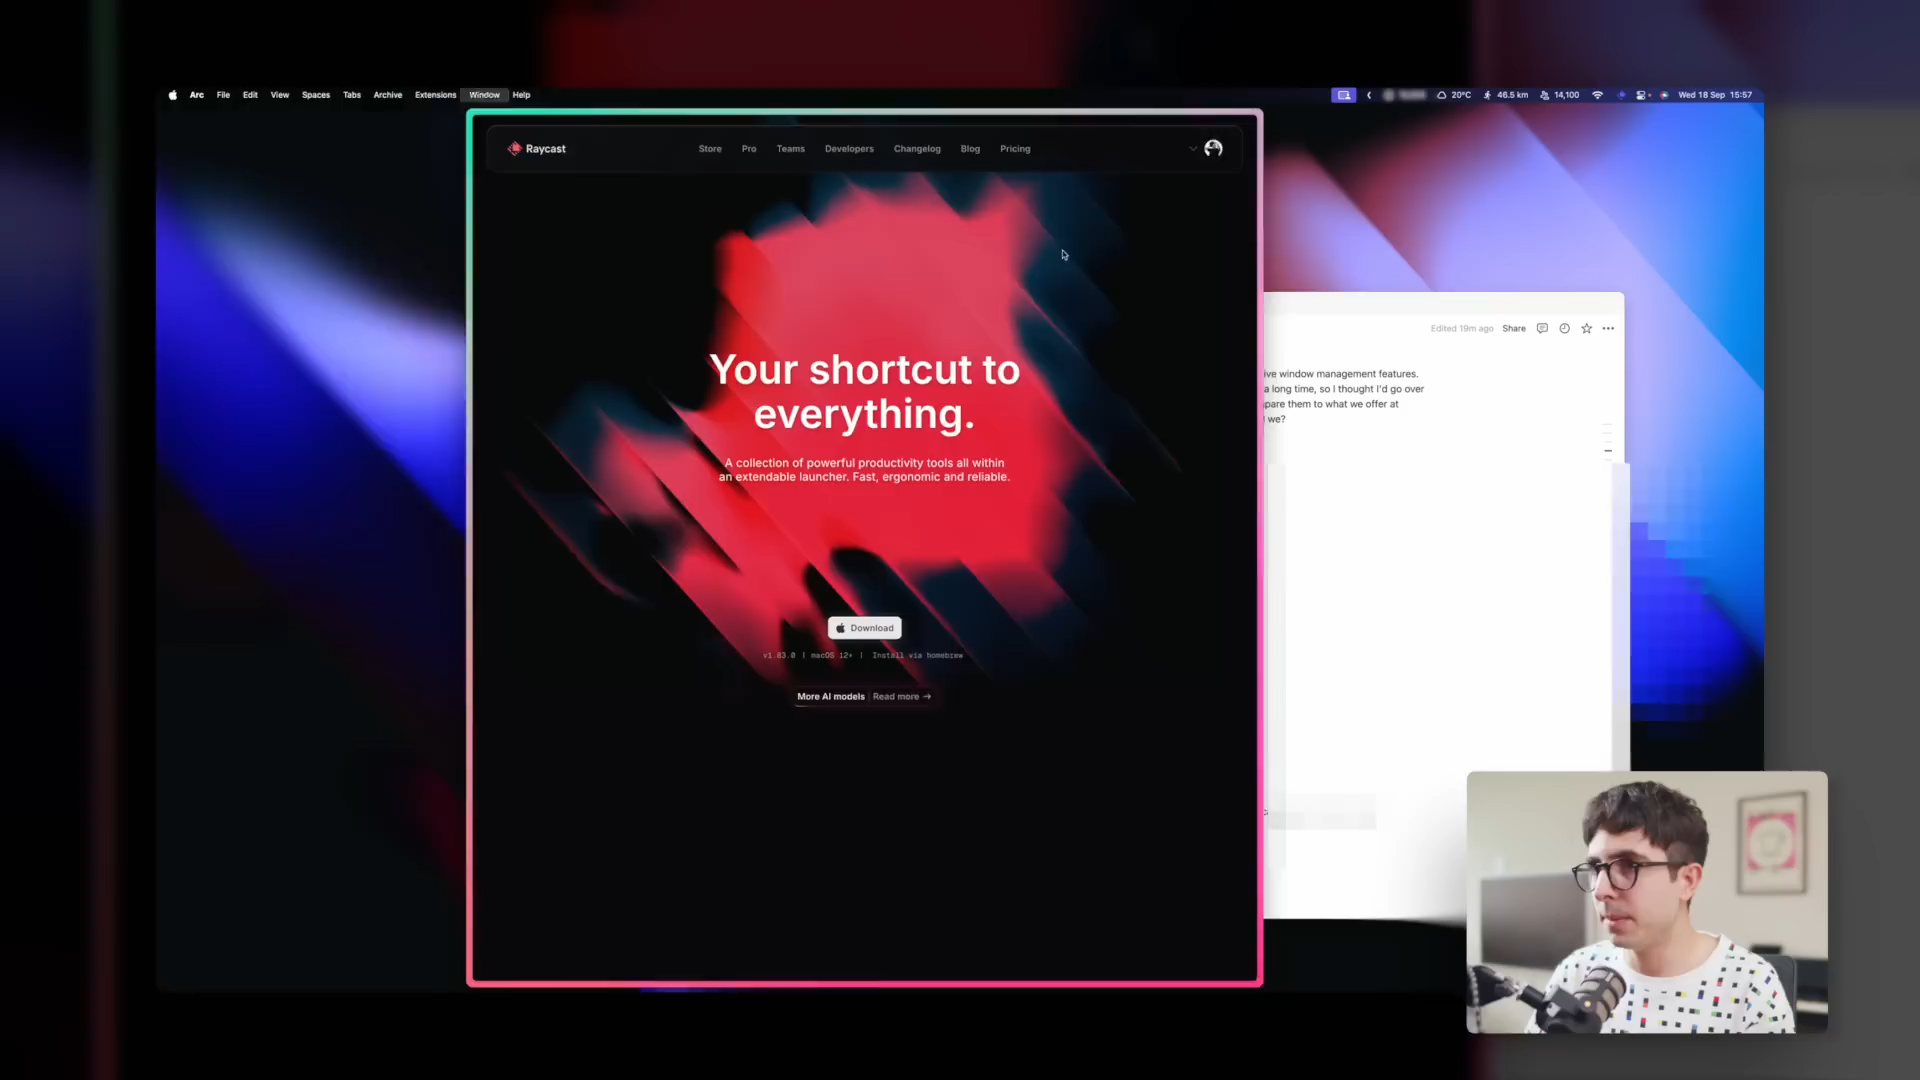 Arc File Edit View Spaces Tabs Archive Extensions Window Help
20°C 46.5 km 14,100 Wed 18 Sep 15:57
Raycast Store Pro Teams Developers Changelog Blog Pricing
Your shortcut to
everything.
A collection of powerful productivity tools all within
an extendable launcher. Fast, ergonomic and reliable.
Download
v1.83.0 | macOS 12+ | Install via homebrew
More AI models Read more →
Edited 19m ago Share
ive window management features.
a long time, so I thought I'd go over
pare them to what we offer at
we?